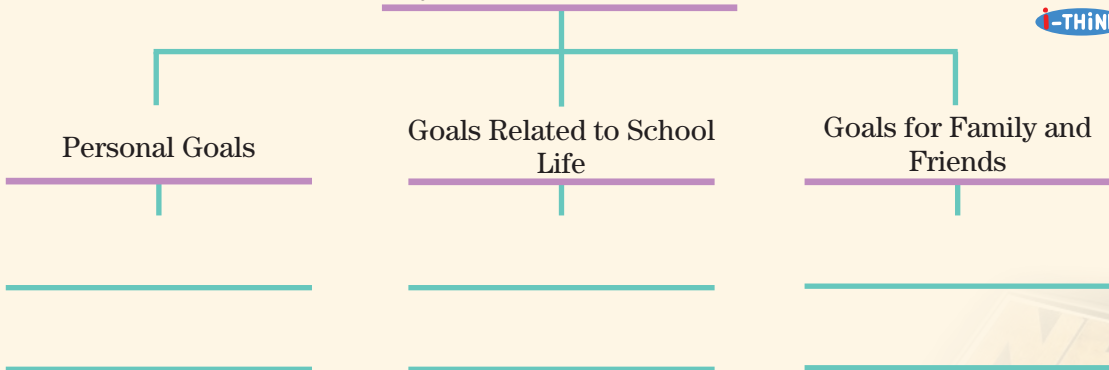 i-THiN
Personal Goals
Goals Related to School
Life
Goals for Family and
Friends